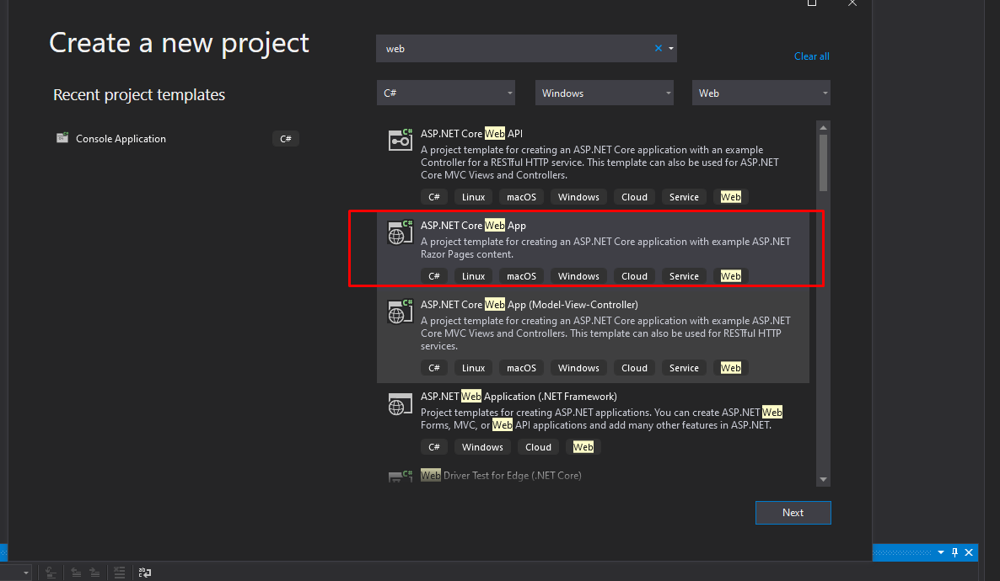 Create a new project
web
Clear all
Recent project templates
C#
Windows
Web
Console Application
C#
ASP.NET Core Web API
A project template for creating an ASP.NET Core application with an example
Controller for a RESTful HTTP service. This template can also be used for ASP.NET
Core MVC Views and Controllers.
C# Linux macOS Windows Cloud Service Web
ASP.NET Core Web App
A project template for creating an ASP.NET Core application with example ASP.NET
Razor Pages content.
C# Linux macOS Windows Cloud Service Web
ASP.NET Core Web App (Model-View-Controller)
A project template for creating an ASP.NET Core application with example ASP.NET
Core MVC Views and Controllers. This template can also be used for RESTful HTTP
services.
C# Linux macOS Windows Cloud Service Web
ASP.NET Web Application (.NET Framework)
Project templates for creating ASP.NET applications. You can create ASP.NET Web
Forms, MVC, or Web API applications and add many other features in ASP.NET.
C# Windows Cloud Web
Web Driver Test for Edge (.NET Core)
Next